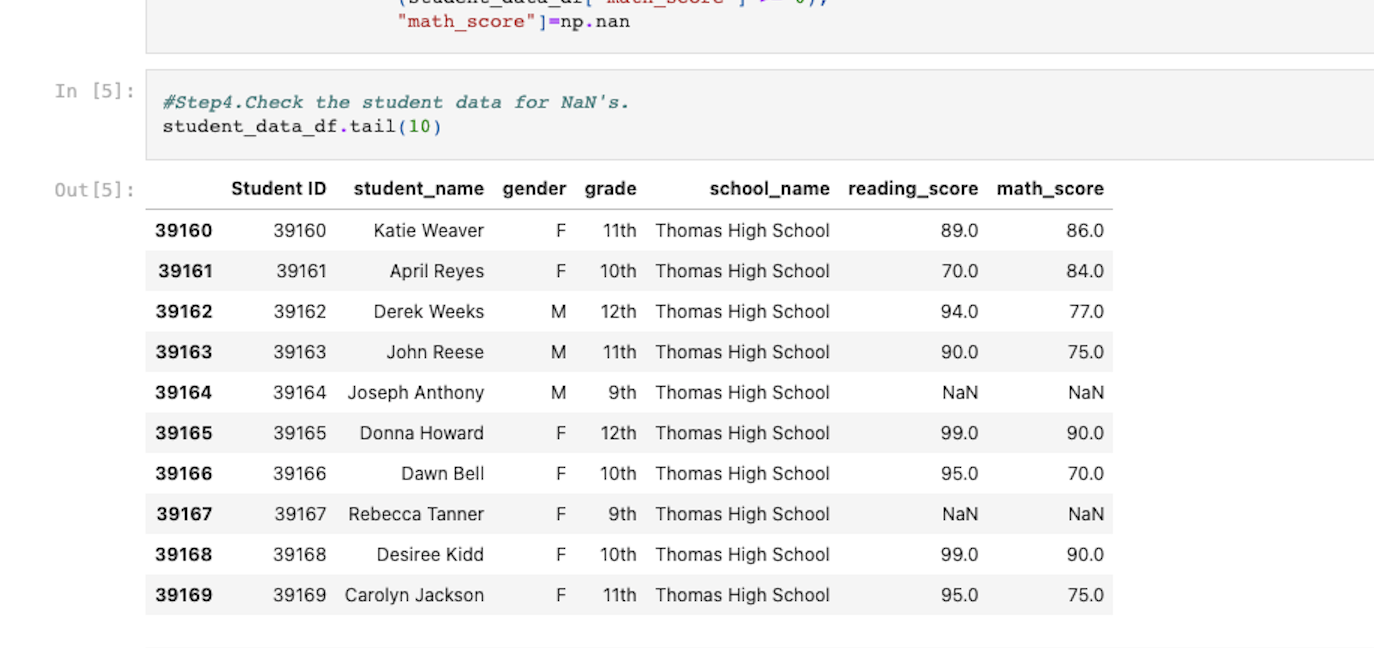 "math_score"]=np.nan
In [5]:
#Step4.Check the student data for NaN's.
student_data_df.tail(10)
Out[5]:
Student ID student_name gender grade school_name reading_score math_score
39160 39160 Katie Weaver F 11th Thomas High School 89.0 86.0
39161 39161 April Reyes F 10th Thomas High School 70.0 84.0
39162 39162 Derek Weeks M 12th Thomas High School 94.0 77.0
39163 39163 John Reese M 11th Thomas High School 90.0 75.0
39164 39164 Joseph Anthony M 9th Thomas High School NaN NaN
39165 39165 Donna Howard F 12th Thomas High School 99.0 90.0
39166 39166 Dawn Bell F 10th Thomas High School 95.0 70.0
39167 39167 Rebecca Tanner F 9th Thomas High School NaN NaN
39168 39168 Desiree Kidd F 10th Thomas High School 99.0 90.0
39169 39169 Carolyn Jackson F 11th Thomas High School 95.0 75.0